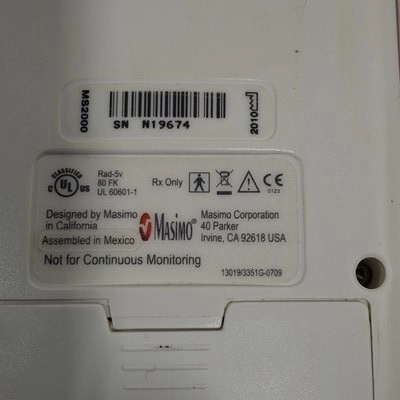 MS2000
SN N19674
2010
CLASSIFIED
C UL US
Rad-5v
80 FK
UL 60601-1
Rx Only
CE
0123
Designed by Masimo
in California
Assembled in Mexico
MASIMO
Masimo Corporation
40 Parker
Irvine, CA 92618 USA
Not for Continuous Monitoring
13019/3351G-0709